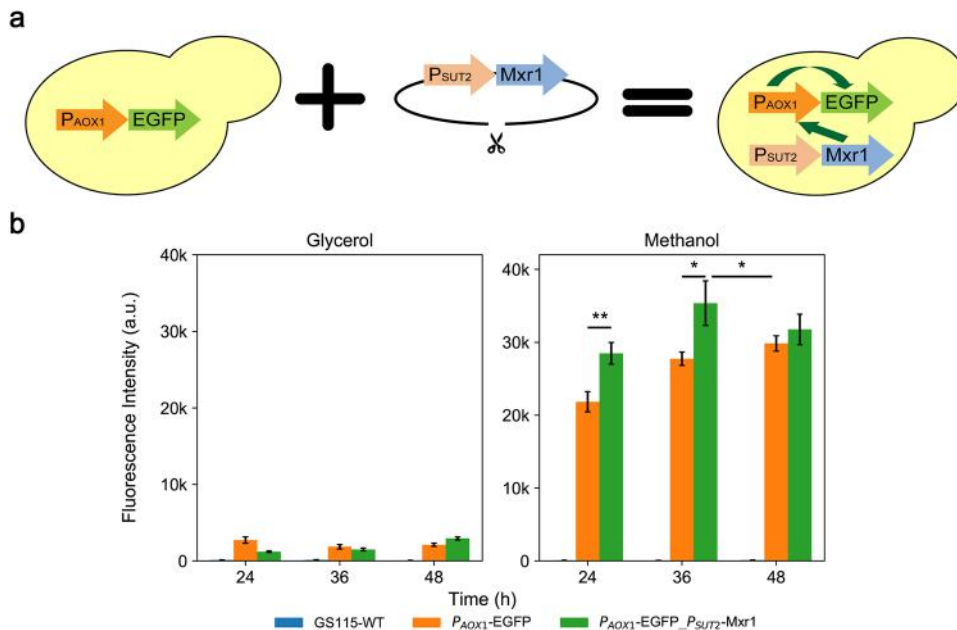 a
PAOX1 EGFP
PSUT2 Mxr1
PAOX1 EGFP
PSUT2 Mxr1
b
Glycerol
Methanol
Fluorescence Intensity (a.u.)
40k
30k
20k
10k
0
24 36 48
40k
30k
20k
10k
0
** * *
24 36 48
Time (h)
GS115-WT PAOX1-EGFP PAOX1-EGFP_PSUT2-Mxr1